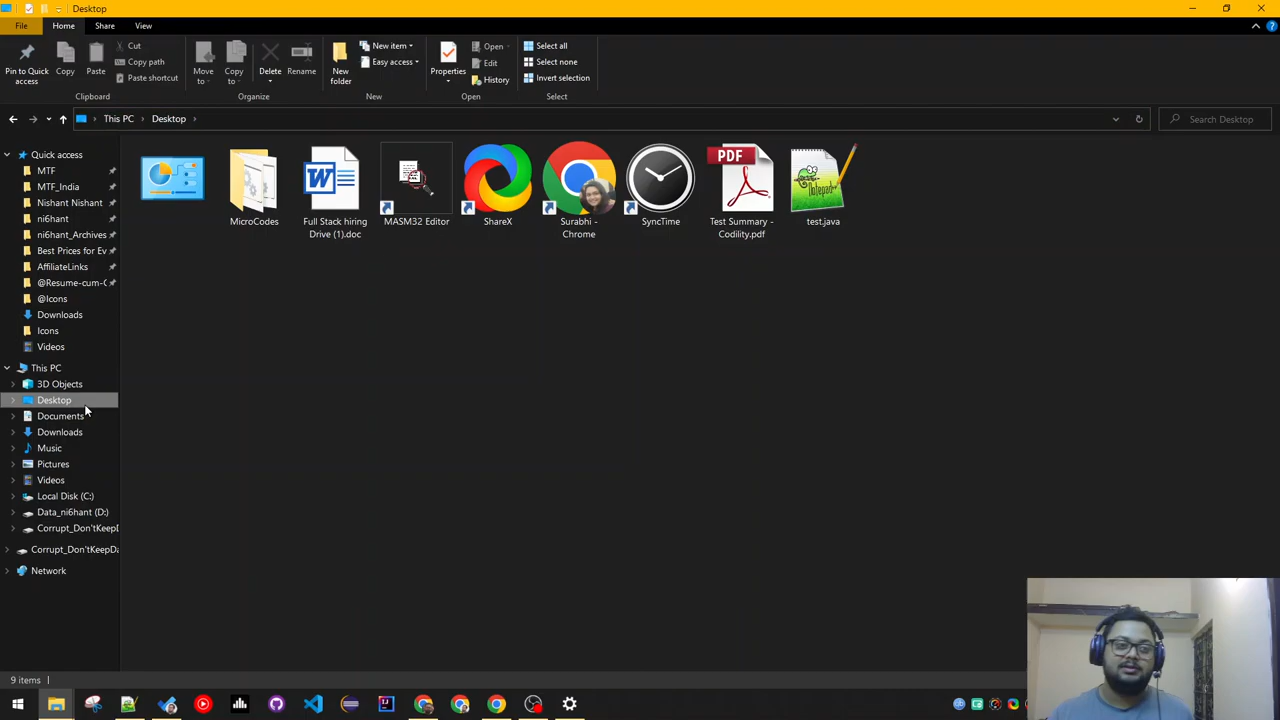 Desktop
File
Home
Share
View
Pin to Quick
access
Copy
Paste
Cut
Copy path
Paste shortcut
Clipboard
Move
to
Copy
to
Delete
Rename
Organize
New
folder
New item
Easy access
New
Properties
Open
Edit
History
Open
Select all
Select none
Invert selection
Select
This PC
Desktop
Search Desktop
Quick access
MTF
MTF_India
Nishant Nishant
ni6hant
ni6hant_Archives
Best Prices for Ev
AffiliateLinks
@Resume-cum-C
@Icons
Downloads
Icons
Videos
This PC
3D Objects
Desktop
Documents
Downloads
Music
Pictures
Videos
Local Disk (C:)
Data_ni6hant (D:)
Corrupt_Don'tKeepD
Corrupt_Don'tKeepDa
Network
MicroCodes
Full Stack hiring
Drive (1).doc
MASM32 Editor
ShareX
Surabhi -
Chrome
SyncTime
PDF
Test Summary -
Codility.pdf
test.java
9 items